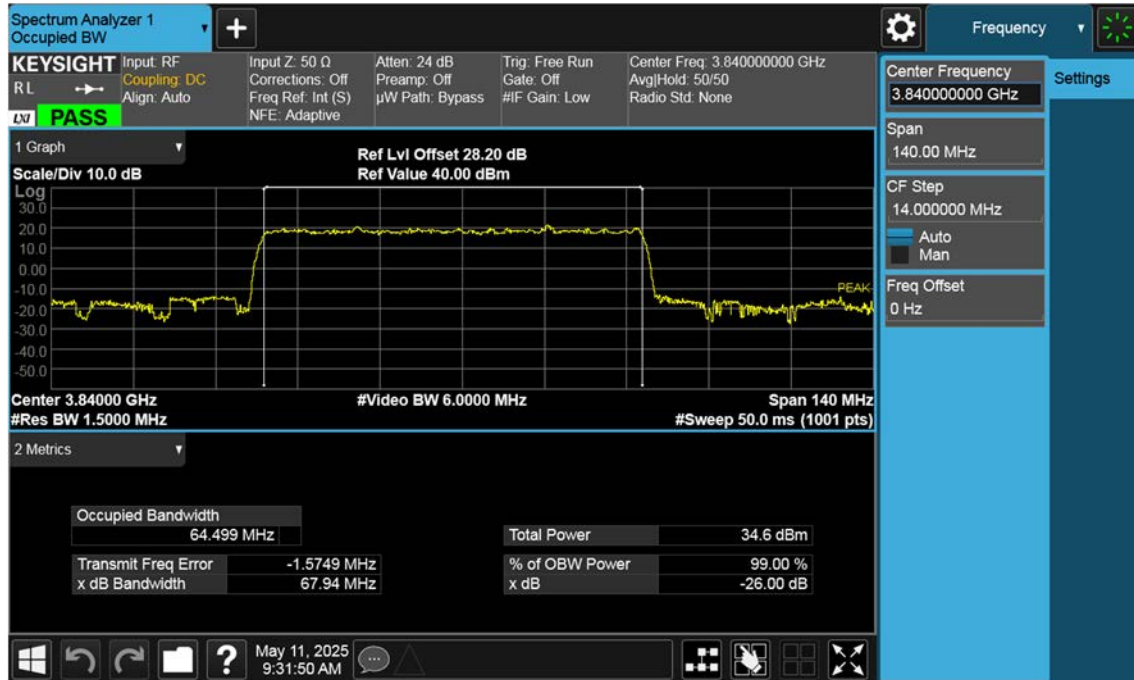 Spectrum Analyzer 1
Occupied BW
Frequency
KEYSIGHT
R L
LXI PASS
Input: RF
Coupling: DC
Align: Auto
Input Z: 50 Ω
Corrections: Off
Freq Ref: Int (S)
NFE: Adaptive
Atten: 24 dB
Preamp: Off
µW Path: Bypass
Trig: Free Run
Gate: Off
#IF Gain: Low
Center Freq: 3.840000000 GHz
Avg|Hold: 50/50
Radio Std: None
Center Frequency
3.840000000 GHz
Settings
Span
140.00 MHz
CF Step
14.000000 MHz
Auto
Man
Freq Offset
0 Hz
1 Graph
Scale/Div 10.0 dB
Ref Lvl Offset 28.20 dB
Ref Value 40.00 dBm
Log
30.0
20.0
10.0
0.00
-10.0
-20.0
-30.0
-40.0
-50.0
PEAK
Center 3.84000 GHz
#Video BW 6.0000 MHz
Span 140 MHz
#Res BW 1.5000 MHz
#Sweep 50.0 ms (1001 pts)
2 Metrics
Occupied Bandwidth
64.499 MHz
Total Power 34.6 dBm
Transmit Freq Error -1.5749 MHz
% of OBW Power 99.00 %
x dB Bandwidth 67.94 MHz
x dB -26.00 dB
?
May 11, 2025
9:31:50 AM